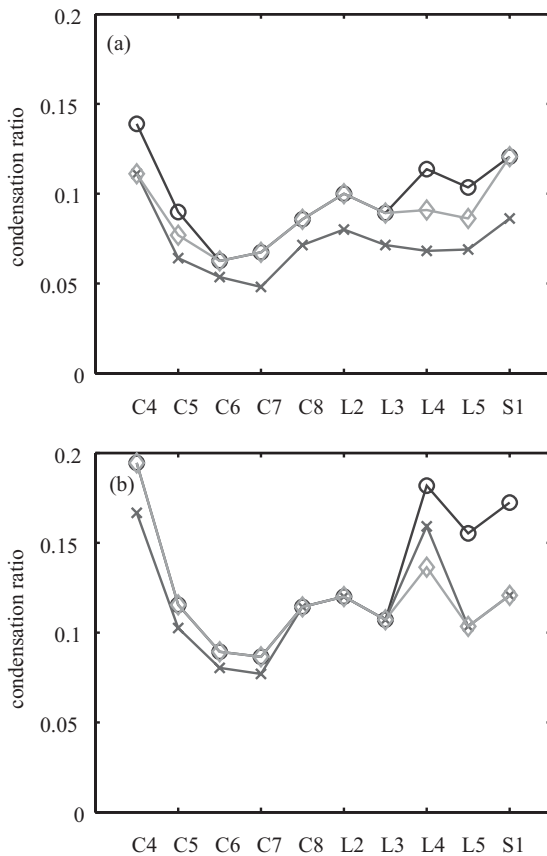 0.2
(a)
0.15
0.1
0.05
0
condensation ratio
C4 C5 C6 C7 C8 L2 L3 L4 L5 S1
0.2
(b)
0.15
0.1
0.05
0
condensation ratio
C4 C5 C6 C7 C8 L2 L3 L4 L5 S1